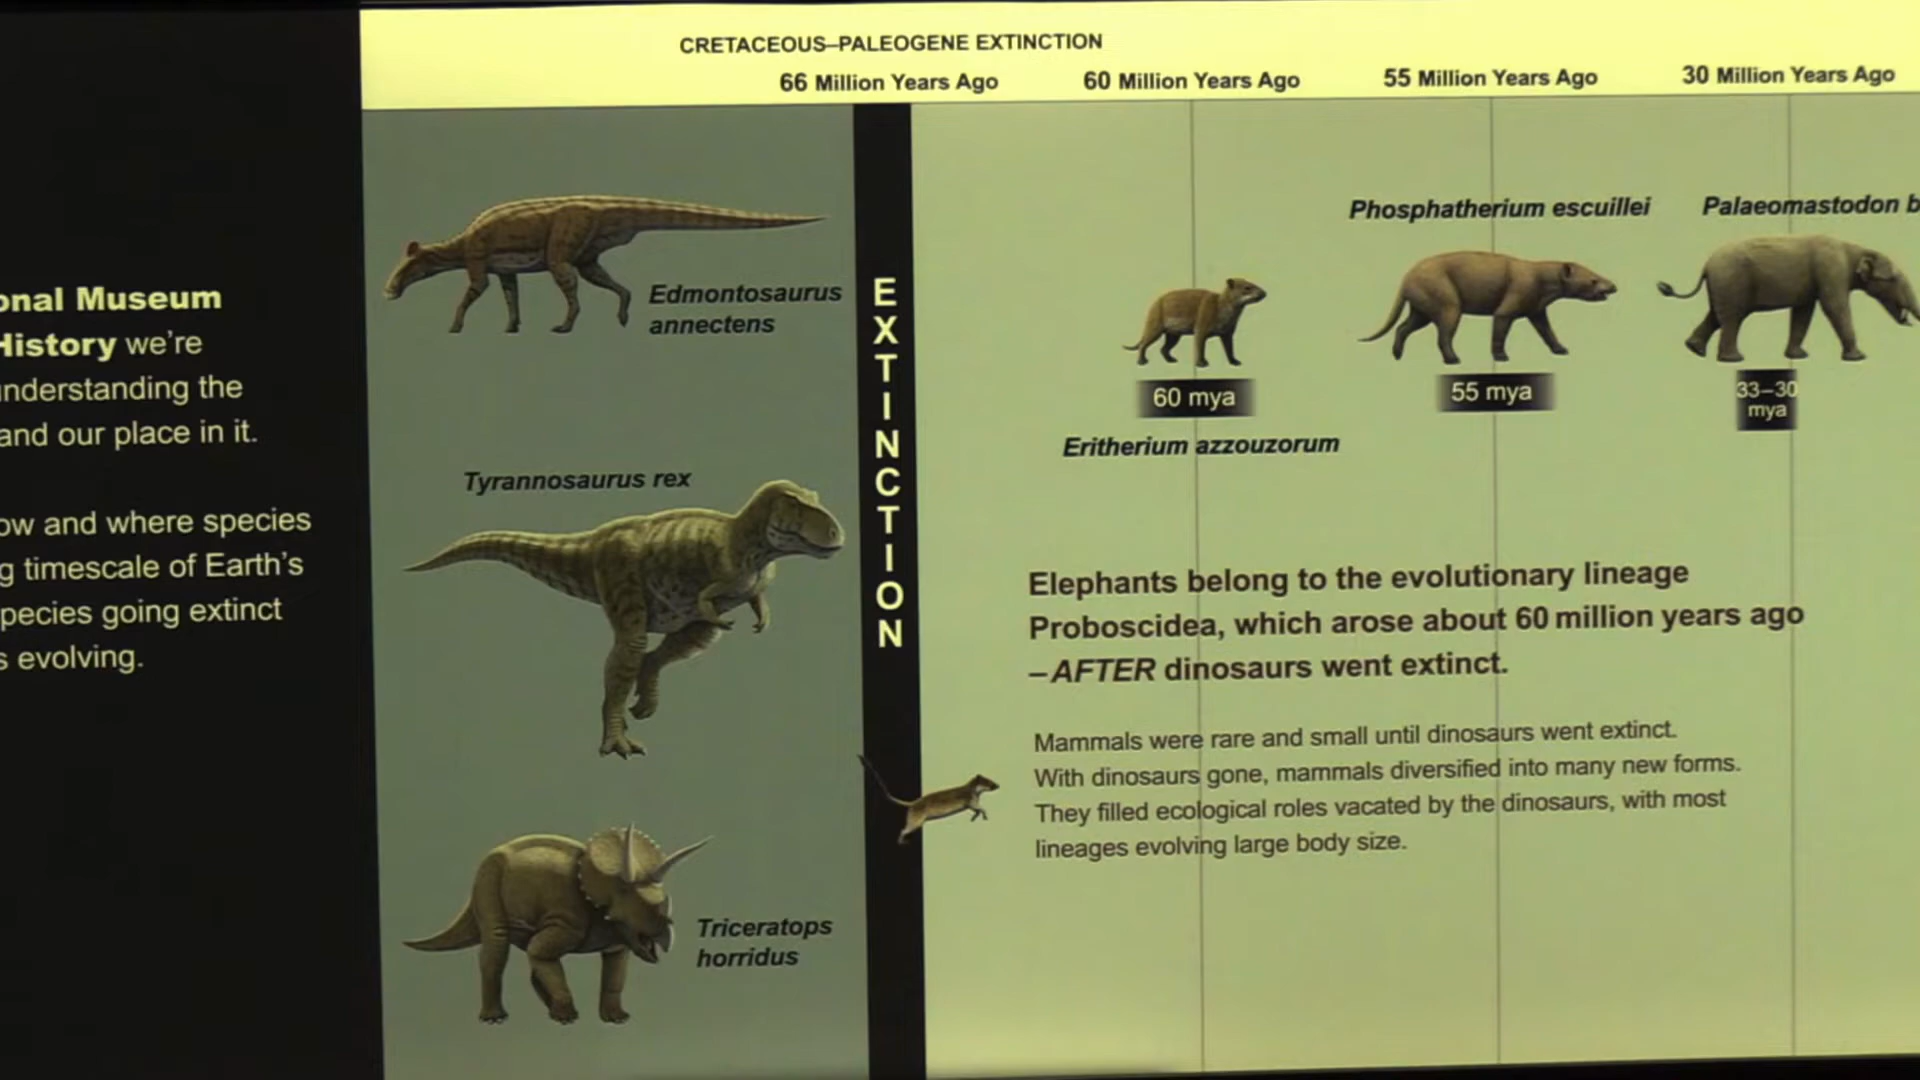 onal Museum
History we're
understanding the
and our place in it.
ow and where species
g timescale of Earth's
pecies going extinct
s evolving.
CRETACEOUS–PALEOGENE EXTINCTION
66 Million Years Ago
60 Million Years Ago
55 Million Years Ago
30 Million Years Ago
Edmontosaurus
annectens
Tyrannosaurus rex
Triceratops
horridus
EXTINCTION
Phosphatherium escuillei
Palaeomastodon b
60 mya
55 mya
33–30
mya
Eritherium azzouzorum
Elephants belong to the evolutionary lineage
Proboscidea, which arose about 60 million years ago
–AFTER dinosaurs went extinct.
Mammals were rare and small until dinosaurs went extinct.
With dinosaurs gone, mammals diversified into many new forms.
They filled ecological roles vacated by the dinosaurs, with most
lineages evolving large body size.